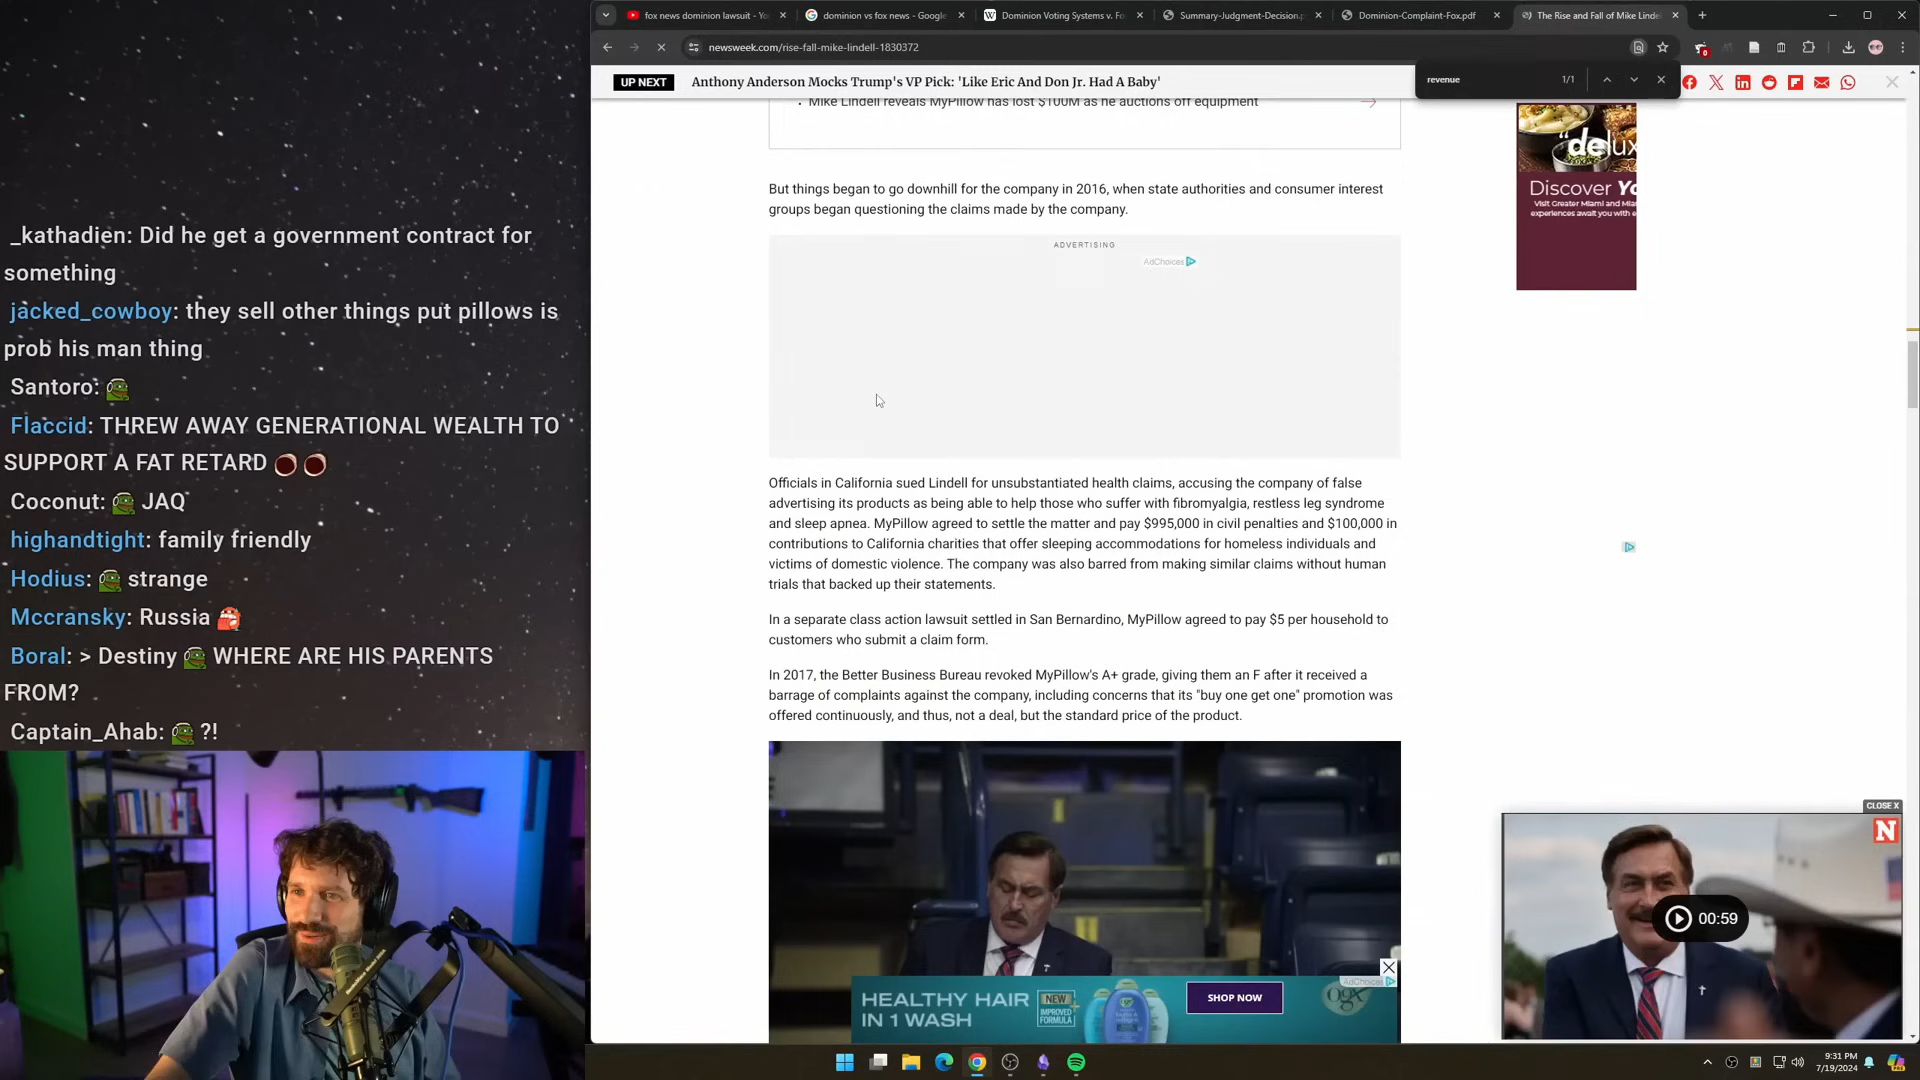 fox news dominion lawsuit - Yo
dominion vs fox news - Google
Dominion Voting Systems v. Fo
Summary-Judgment-Decision.p
Dominion-Complaint-Fox.pdf
The Rise and Fall of Mike Linde
newsweek.com/rise-fall-mike-lindell-1830372
0
UP NEXT
Anthony Anderson Mocks Trump's VP Pick: 'Like Eric And Don Jr. Had A Baby'
revenue
1/1
Mike Lindell reveals MyPillow has lost $100M as he auctions off equipment
But things began to go downhill for the company in 2016, when state authorities and consumer interest
groups began questioning the claims made by the company.
ADVERTISING
AdChoices
Officials in California sued Lindell for unsubstantiated health claims, accusing the company of false
advertising its products as being able to help those who suffer with fibromyalgia, restless leg syndrome
and sleep apnea. MyPillow agreed to settle the matter and pay $995,000 in civil penalties and $100,000 in
contributions to California charities that offer sleeping accommodations for homeless individuals and
victims of domestic violence. The company was also barred from making similar claims without human
trials that backed up their statements.
In a separate class action lawsuit settled in San Bernardino, MyPillow agreed to pay $5 per household to
customers who submit a claim form.
In 2017, the Better Business Bureau revoked MyPillow's A+ grade, giving them an F after it received a
barrage of complaints against the company, including concerns that its "buy one get one" promotion was
offered continuously, and thus, not a deal, but the standard price of the product.
"delux
Discover Yo
Visit Greater Miami and Mia
experiences await you with e
CLOSE X
N
00:59
HEALTHY HAIR
IN 1 WASH
NEW
IMPROVED
FORMULA
SHOP NOW
OGX
AdChoices
_kathadien: Did he get a government contract for
something
jacked_cowboy: they sell other things put pillows is
prob his man thing
Santoro:
Flaccid: THREW AWAY GENERATIONAL WEALTH TO
SUPPORT A FAT RETARD
Coconut: JAQ
highandtight: family friendly
Hodius: strange
Mccransky: Russia
Boral: > Destiny WHERE ARE HIS PARENTS
FROM?
Captain_Ahab: ?!
9:31 PM
7/19/2024